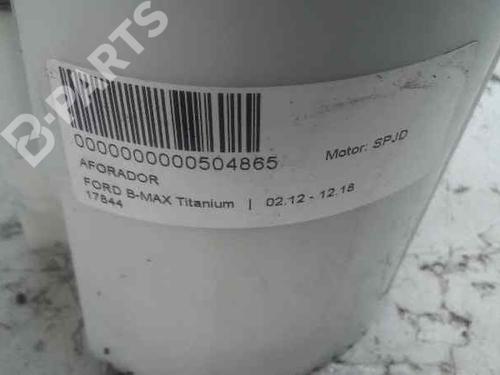 B-PARTS
0000000000504865
Motor: SPJD
AFORADOR
FORD B-MAX Titanium | 02.12 - 12.18
17844